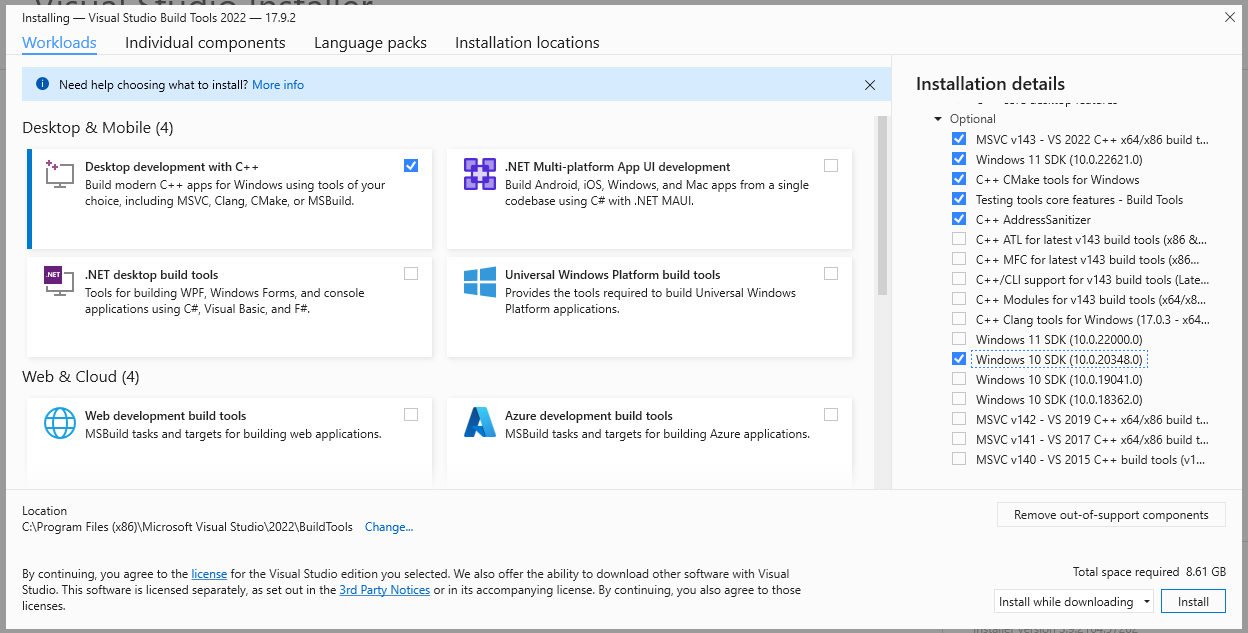 Installing — Visual Studio Build Tools 2022 — 17.9.2
Workloads
Individual components
Language packs
Installation locations
Need help choosing what to install? More info
Desktop & Mobile (4)
Desktop development with C++
Build modern C++ apps for Windows using tools of your
choice, including MSVC, Clang, CMake, or MSBuild.
.NET Multi-platform App UI development
Build Android, iOS, Windows, and Mac apps from a single
codebase using C# with .NET MAUI.
.NET
.NET desktop build tools
Tools for building WPF, Windows Forms, and console
applications using C#, Visual Basic, and F#.
Universal Windows Platform build tools
Provides the tools required to build Universal Windows
Platform applications.
Web & Cloud (4)
Web development build tools
MSBuild tasks and targets for building web applications.
Azure development build tools
MSBuild tasks and targets for building Azure applications.
Installation details
Optional
MSVC v143 - VS 2022 C++ x64/x86 build t...
Windows 11 SDK (10.0.22621.0)
C++ CMake tools for Windows
Testing tools core features - Build Tools
C++ AddressSanitizer
C++ ATL for latest v143 build tools (x86 &...
C++ MFC for latest v143 build tools (x86...
C++/CLI support for v143 build tools (Late...
C++ Modules for v143 build tools (x64/x8...
C++ Clang tools for Windows (17.0.3 - x64...
Windows 11 SDK (10.0.22000.0)
Windows 10 SDK (10.0.20348.0)
Windows 10 SDK (10.0.19041.0)
Windows 10 SDK (10.0.18362.0)
MSVC v142 - VS 2019 C++ x64/x86 build t...
MSVC v141 - VS 2017 C++ x64/x86 build t...
MSVC v140 - VS 2015 C++ build tools (v1...
Location
C:\Program Files (x86)\Microsoft Visual Studio\2022\BuildTools Change...
Remove out-of-support components
By continuing, you agree to the license for the Visual Studio edition you selected. We also offer the ability to download other software with Visual
Studio. This software is licensed separately, as set out in the 3rd Party Notices or in its accompanying license. By continuing, you also agree to those
licenses.
Total space required 8.61 GB
Install while downloading
Install